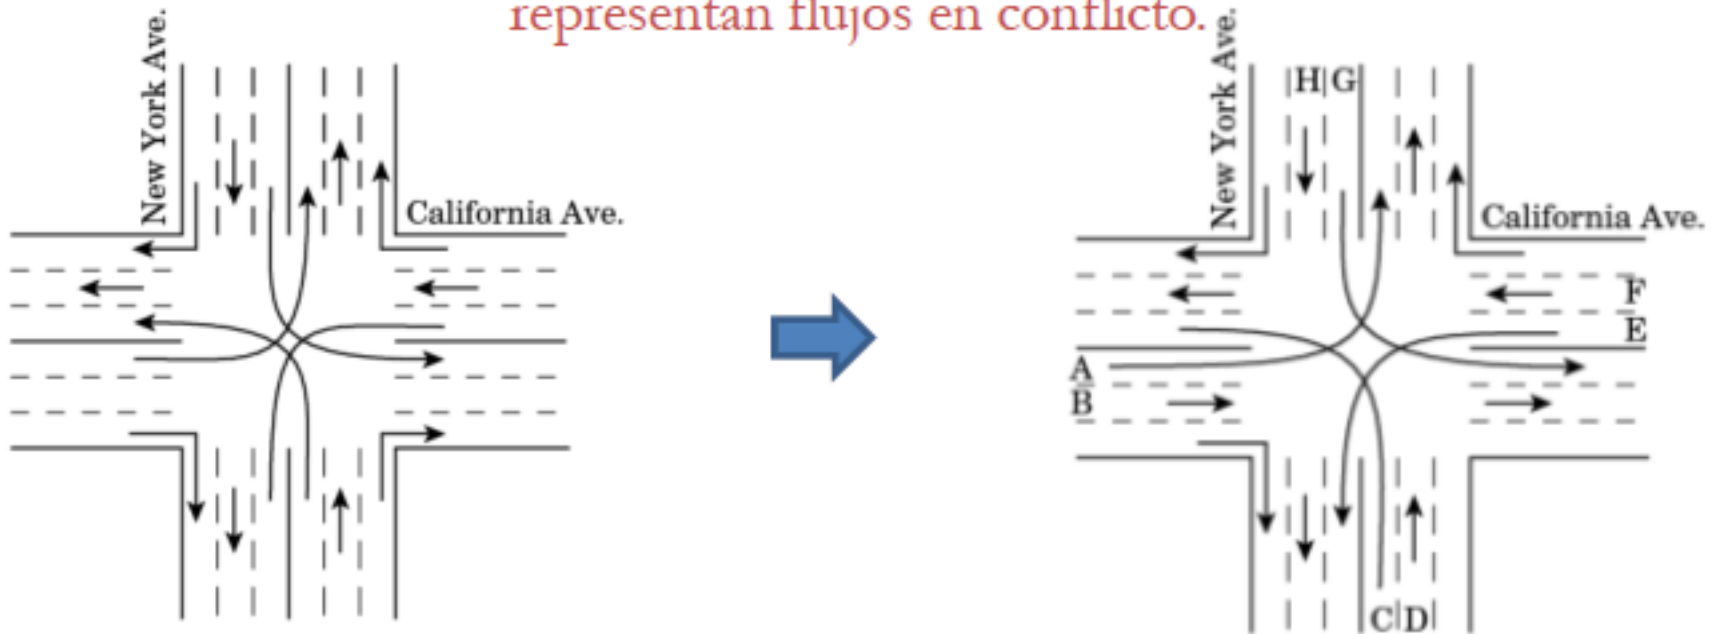 representan flujos en conflicto.
New York Ave.
California Ave.
New York Ave.
H G
California Ave.
F
E
A
B
C D